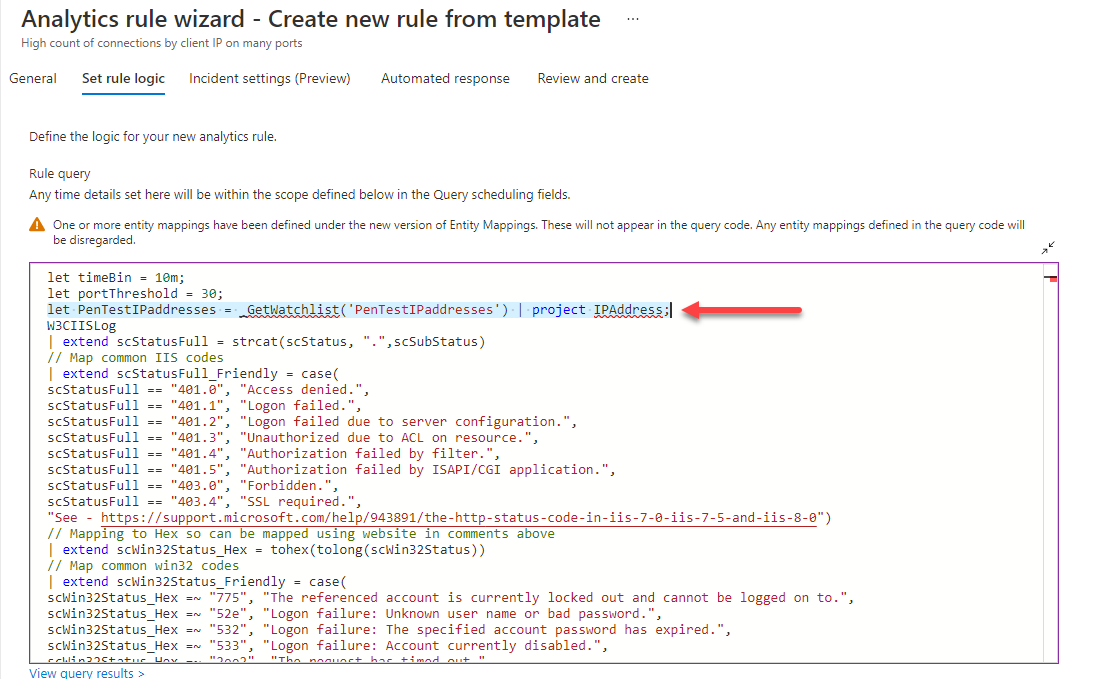 Analytics rule wizard - Create new rule from template ...
High count of connections by client IP on many ports
General Set rule logic Incident settings (Preview) Automated response Review and create
Define the logic for your new analytics rule.
Rule query
Any time details set here will be within the scope defined below in the Query scheduling fields.
One or more entity mappings have been defined under the new version of Entity Mappings. These will not appear in the query code. Any entity mappings defined in the query code will
be disregarded.
let timeBin = 10m;
let portThreshold = 30;
let PenTestIPaddresses = _GetWatchlist('PenTestIPaddresses') | project IPAddress;
W3CIISLog
| extend scStatusFull = strcat(scStatus, ".",scSubStatus)
// Map common IIS codes
| extend scStatusFull_Friendly = case(
scStatusFull == "401.0", "Access denied.",
scStatusFull == "401.1", "Logon failed.",
scStatusFull == "401.2", "Logon failed due to server configuration.",
scStatusFull == "401.3", "Unauthorized due to ACL on resource.",
scStatusFull == "401.4", "Authorization failed by filter.",
scStatusFull == "401.5", "Authorization failed by ISAPI/CGI application.",
scStatusFull == "403.0", "Forbidden.",
scStatusFull == "403.4", "SSL required.",
"See - https://support.microsoft.com/help/943891/the-http-status-code-in-iis-7-0-iis-7-5-and-iis-8-0")
// Mapping to Hex so can be mapped using website in comments above
| extend scWin32Status_Hex = tohex(tolong(scWin32Status))
// Map common win32 codes
| extend scWin32Status_Friendly = case(
scWin32Status_Hex =~ "775", "The referenced account is currently locked out and cannot be logged on to.",
scWin32Status_Hex =~ "52e", "Logon failure: Unknown user name or bad password.",
scWin32Status_Hex =~ "532", "Logon failure: The specified account password has expired.",
scWin32Status_Hex =~ "533", "Logon failure: Account currently disabled.",
scWin32Status_Hex =~ "2ee2", "The request has timed out."
View query results >